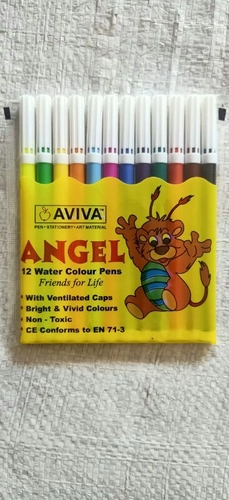 AVIVA
PEN • STATIONERY • ART MATERIAL
ANGEL
12 Water Colour Pens
Friends for Life
• With Ventilated Caps
• Bright & Vivid Colours
• Non - Toxic
• CE Conforms to EN 71-3